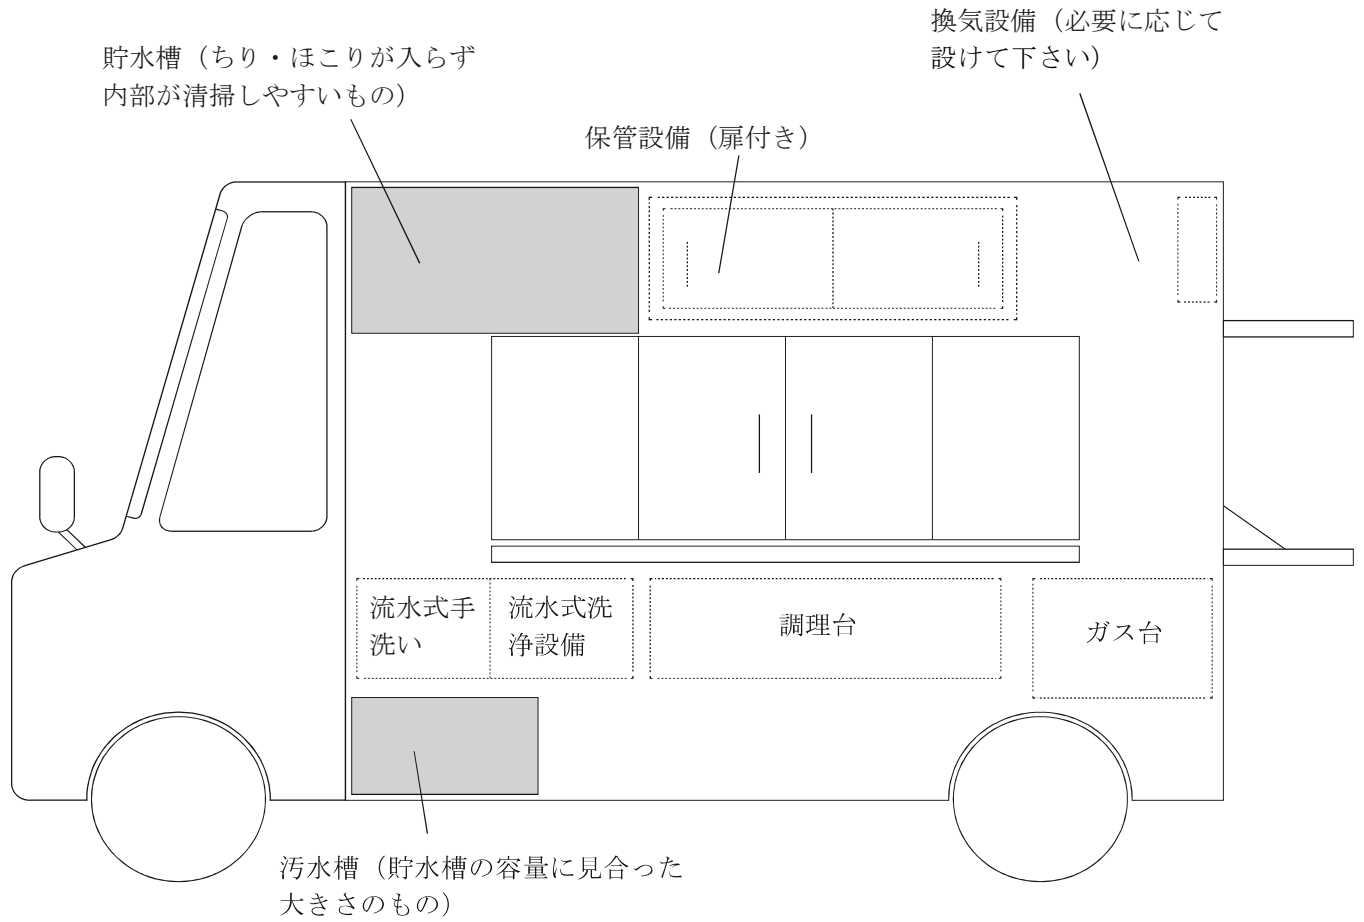 換気設備（必要に応じて
設けて下さい）
貯水槽（ちり・ほこりが入らず
内部が清掃しやすいもの）
保管設備（扉付き）
流水式手
洗い
流水式洗
浄設備
調理台
ガス台
汚水槽（貯水槽の容量に見合った
大きさのもの）